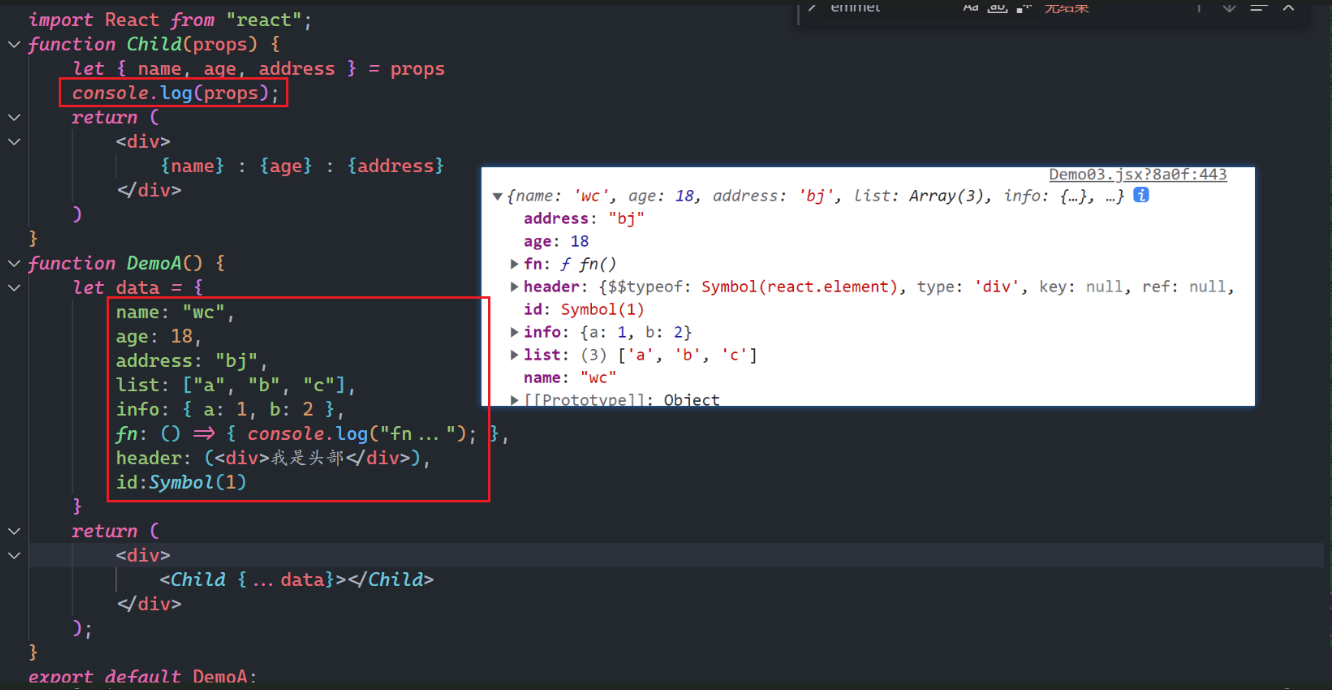 import React from "react";
emmet Aa ab 无结果
function Child(props) {
let { name, age, address } = props
console.log(props);
return (
<div>
{name} : {age} : {address}
</div>
)
}
Demo03.jsx?8a0f:443
{name: 'wc', age: 18, address: 'bj', list: Array(3), info: {…}, …}
address: "bj"
age: 18
fn: ƒ fn()
header: {$$typeof: Symbol(react.element), type: 'div', key: null, ref: null,
id: Symbol(1)
info: {a: 1, b: 2}
list: (3) ['a', 'b', 'c']
name: "wc"
[[Prototype]]: Object
function DemoA() {
let data = {
name: "wc",
age: 18,
address: "bj",
list: ["a", "b", "c"],
info: { a: 1, b: 2 },
fn: () => { console.log("fn..."); },
header: (<div>我是头部</div>),
id:Symbol(1)
}
return (
<div>
<Child {...data}></Child>
</div>
);
}
export default DemoA;